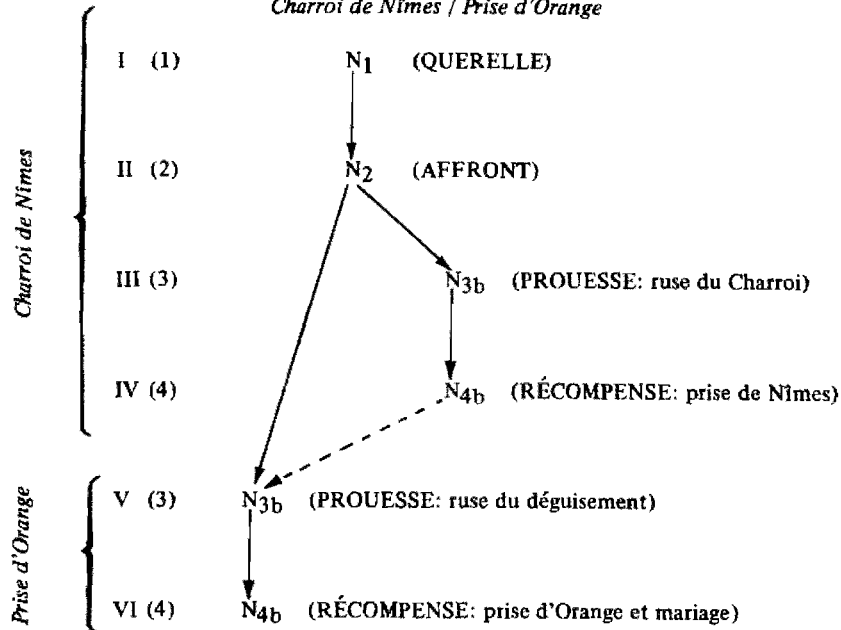 Charroi de Nîmes / Prise d'Orange
Charroi de Nîmes
I (1) N1 (QUERELLE)
II (2) N2 (AFFRONT)
III (3) N3b (PROUESSE: ruse du Charroi)
IV (4) N4b (RÉCOMPENSE: prise de Nîmes)
Prise d'Orange
V (3) N3b (PROUESSE: ruse du déguisement)
VI (4) N4b (RÉCOMPENSE: prise d'Orange et mariage)